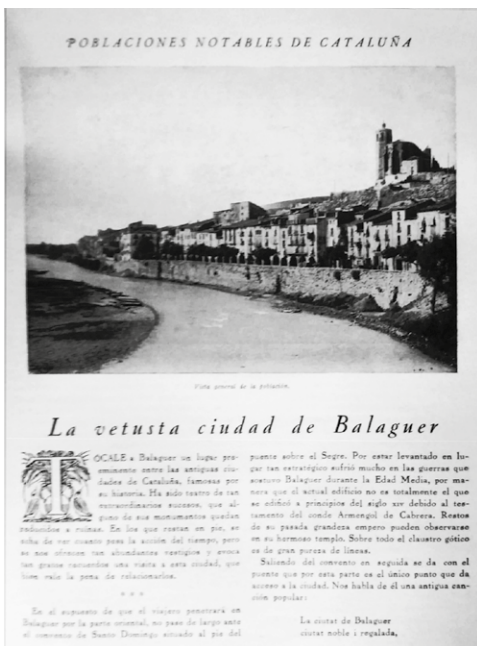 POBLACIONES NOTABLES DE CATALUÑA
Vista general de la población.
La vetusta ciudad de Balaguer
TÓCALE a Balaguer un lugar pre-
eminente entre las antiguas ciu-
dades de Cataluña, famosas por
su historia. Ha sido teatro de tan
extraordinarios sucesos, que al-
guno de sus monumentos quedan
reducidos a ruinas. En los que restan en pie, se
echa de ver cuanto pesa la acción del tiempo, pero
se nos ofrecen tan abundantes vestigios y evoca
tan gratos recuerdos una visita a esta ciudad, que
bien vale la pena de relacionarlos.
* * *
En el supuesto de que el viajero penetrará en
Balaguer por la parte oriental, no pase de largo ante
el convento de Santo Domingo situado al pie del
puente sobre el Segre. Por estar levantado en lu-
gar tan estratégico sufrió mucho en las guerras que
sostuvo Balaguer durante la Edad Media, por ma-
nera que el actual edificio no es totalmente el que
se edificó a principios del siglo XIV debido al tes-
tamento del conde Armengol de Cabrera. Restos
de su pasada grandeza empero pueden observarse
en su hermoso templo. Sobre todo el claustro gótico
es de gran pureza de líneas.
Saliendo del convento en seguida se da con el
puente que por esta parte es el único punto que da
acceso a la ciudad. Nos habla de él una antigua can-
ción popular:
La ciutat de Balaguer
ciutat noble i regalada,